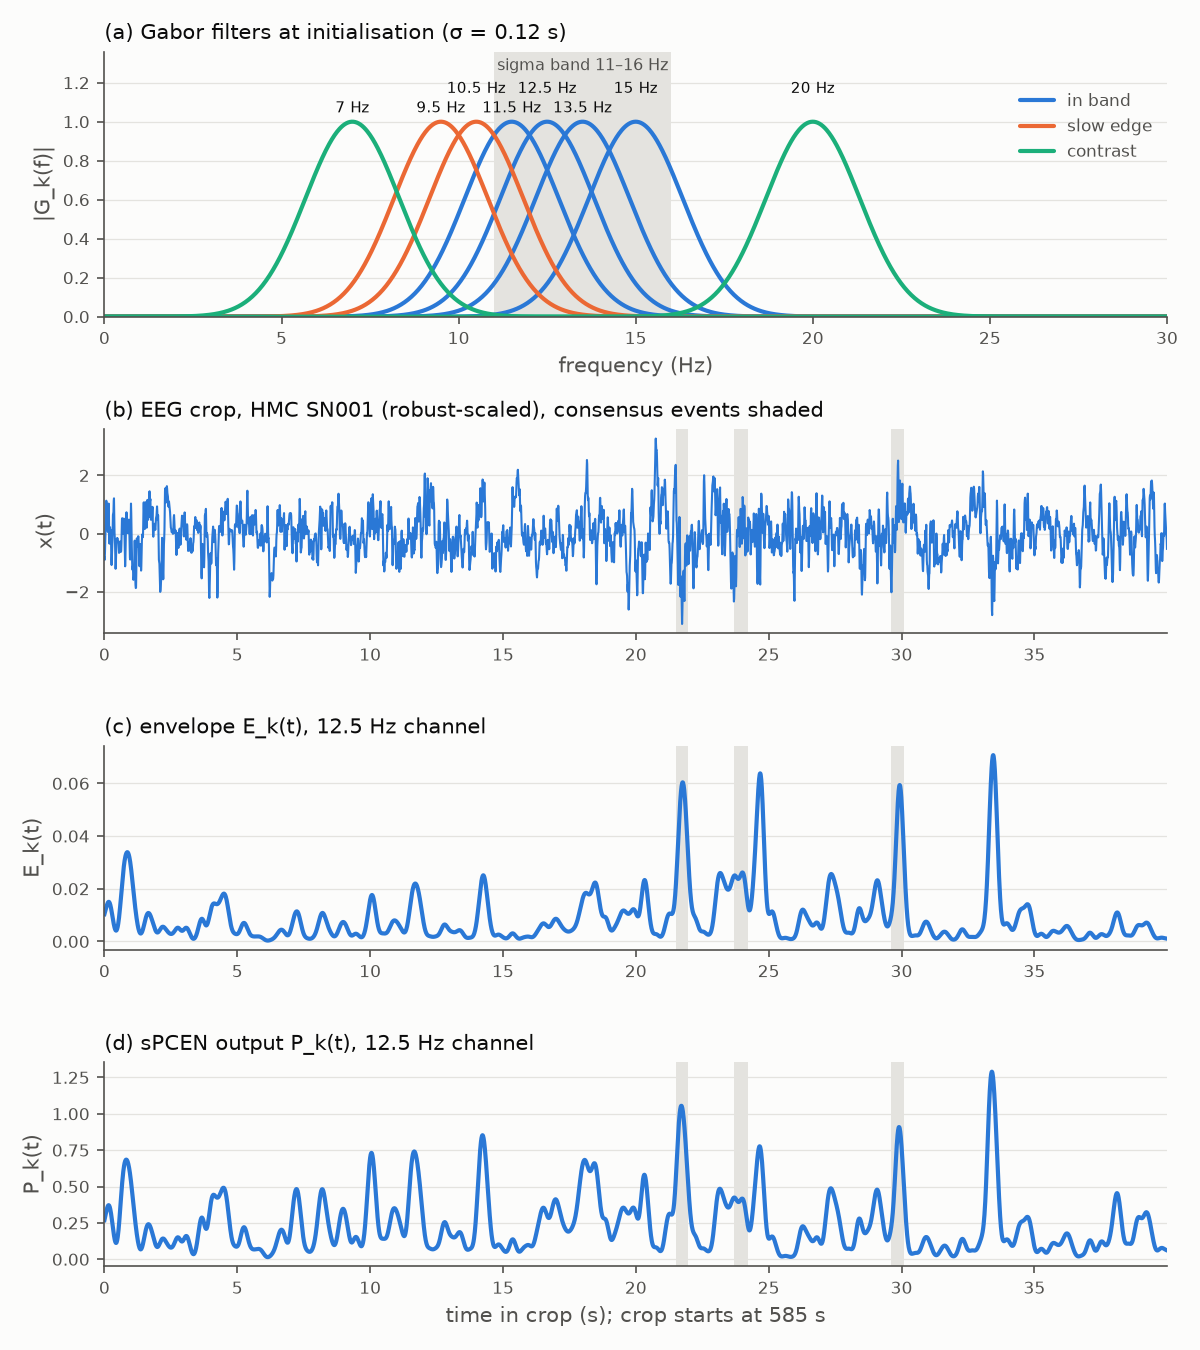 (a) Gabor filters at initialisation (σ = 0.12 s)
sigma band 11–16 Hz
10.5 Hz 12.5 Hz 15 Hz 20 Hz
7 Hz 9.5 Hz 11.5 Hz 13.5 Hz
in band
slow edge
contrast
|G_k(f)|
1.2
1.0
0.8
0.6
0.4
0.2
0.0
0 5 10 15 20 25 30
frequency (Hz)
(b) EEG crop, HMC SN001 (robust-scaled), consensus events shaded
x(t)
2
0
−2
0 5 10 15 20 25 30 35
(c) envelope E_k(t), 12.5 Hz channel
E_k(t)
0.06
0.04
0.02
0.00
0 5 10 15 20 25 30 35
(d) sPCEN output P_k(t), 12.5 Hz channel
P_k(t)
1.25
1.00
0.75
0.50
0.25
0.00
0 5 10 15 20 25 30 35
time in crop (s); crop starts at 585 s